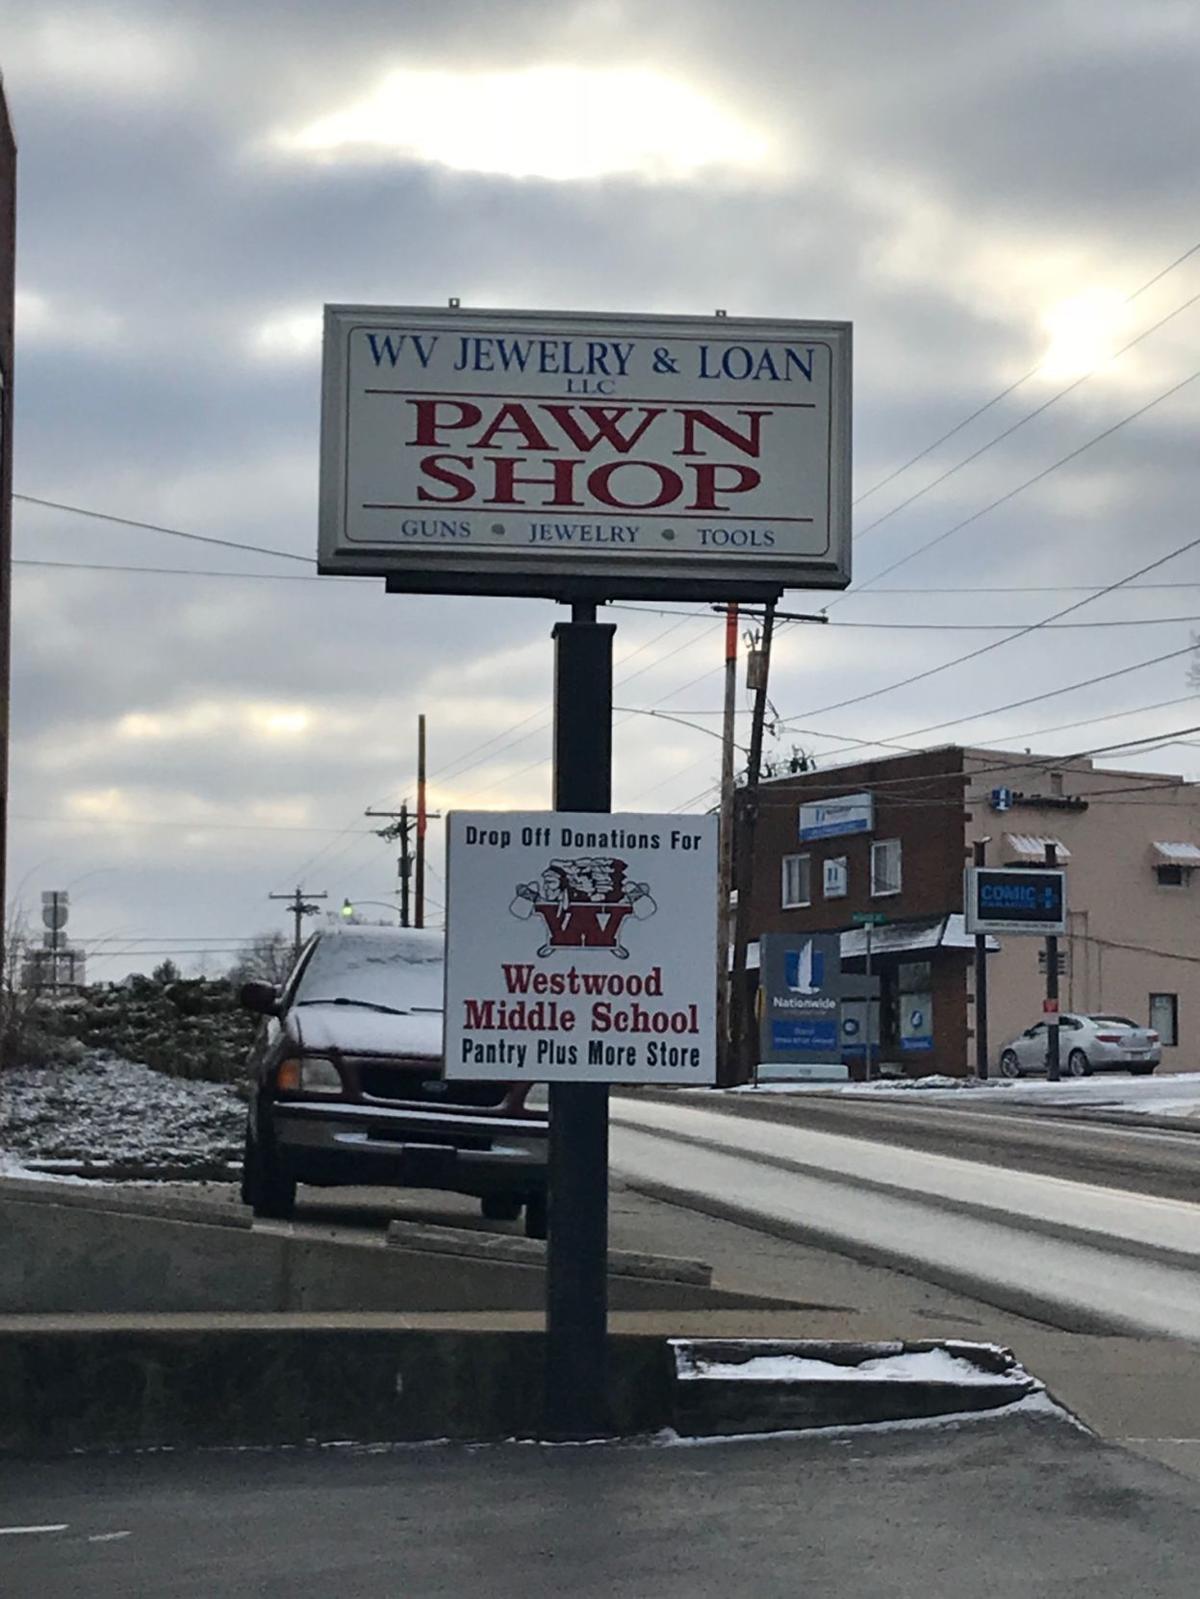 WV JEWELRY & LOAN
LLC
PAWN
SHOP
GUNS • JEWELRY • TOOLS
Drop Off Donations For
W
Westwood
Middle School
Pantry Plus More Store
Nationwide
COMIC
PARADISE